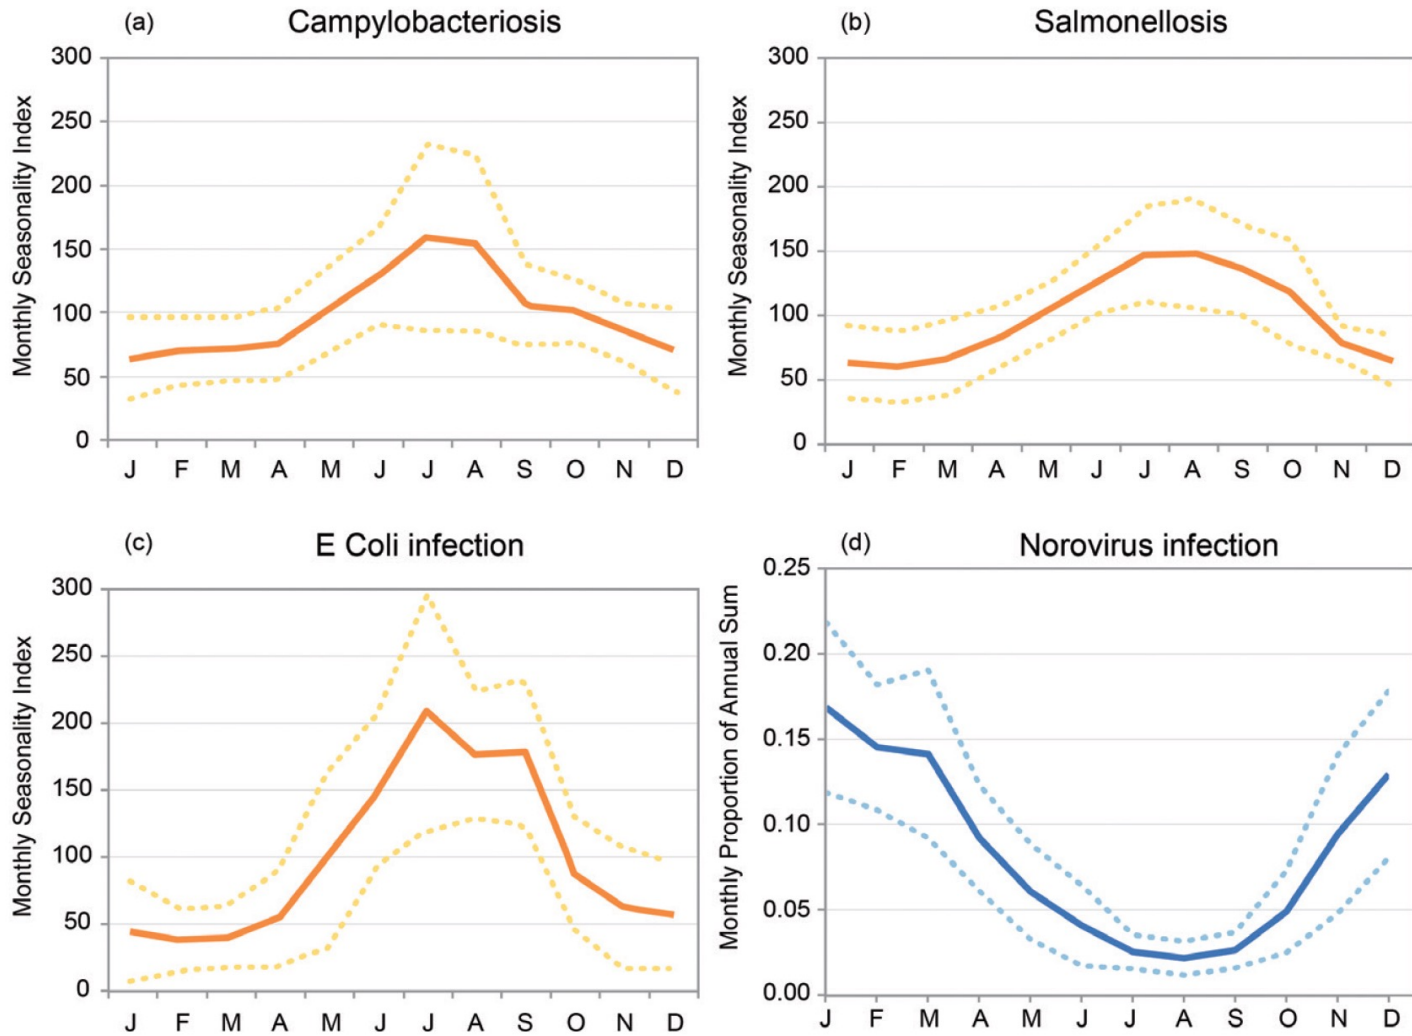 (a) Campylobacteriosis
Monthly Seasonality Index
300
250
200
150
100
50
0
J F M A M J J A S O N D
(b) Salmonellosis
Monthly Seasonality Index
300
250
200
150
100
50
0
J F M A M J J A S O N D
(c) E Coli infection
Monthly Seasonality Index
300
250
200
150
100
50
0
J F M A M J J A S O N D
(d) Norovirus infection
Monthly Proportion of Annual Sum
0.25
0.20
0.15
0.10
0.05
0.00
J F M A M J J A S O N D